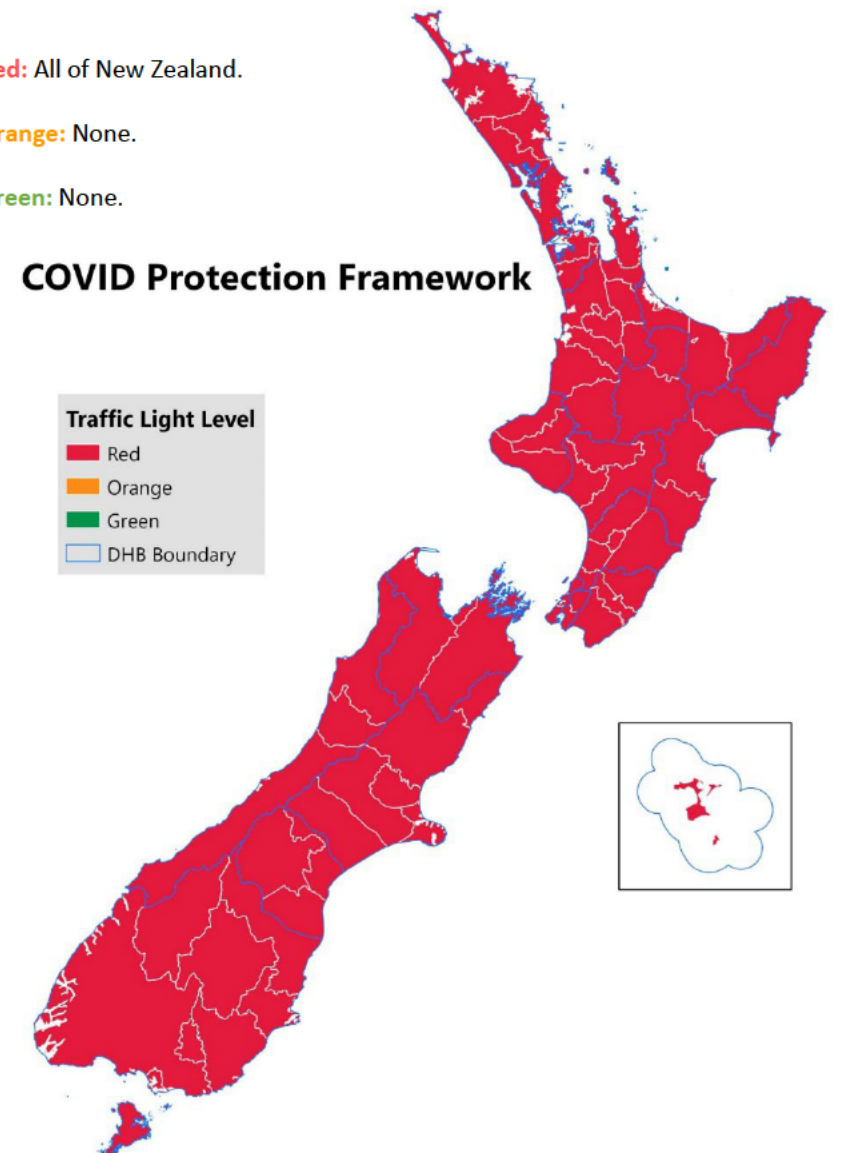 ed: All of New Zealand.
range: None.
reen: None.
COVID Protection Framework
Traffic Light Level
Red
Orange
Green
DHB Boundary